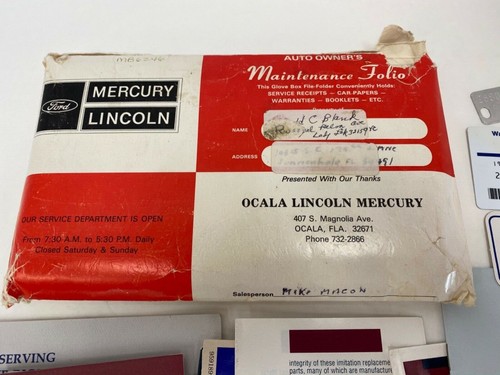 AUTO OWNER'S
Maintenance Folio
This Glove Box File-Folder Conveniently Holds:
SERVICE RECEIPTS - CAR PAPERS -
WARRANTIES - BOOKLETS - ETC.
Ford
MERCURY
LINCOLN
NAME
C Blank
ADDRESS
Presented With Our Thanks
OCALA LINCOLN MERCURY
407 S. Magnolia Ave.
OCALA, FLA. 32671
Phone 732-2866
OUR SERVICE DEPARTMENT IS OPEN
From 7:30 A.M. to 5:30 P.M. Daily
Closed Saturday & Sunday
Salesperson MIKE MACON
SERVING
integrity of these imitation replaceme
parts, many of which are manufactur